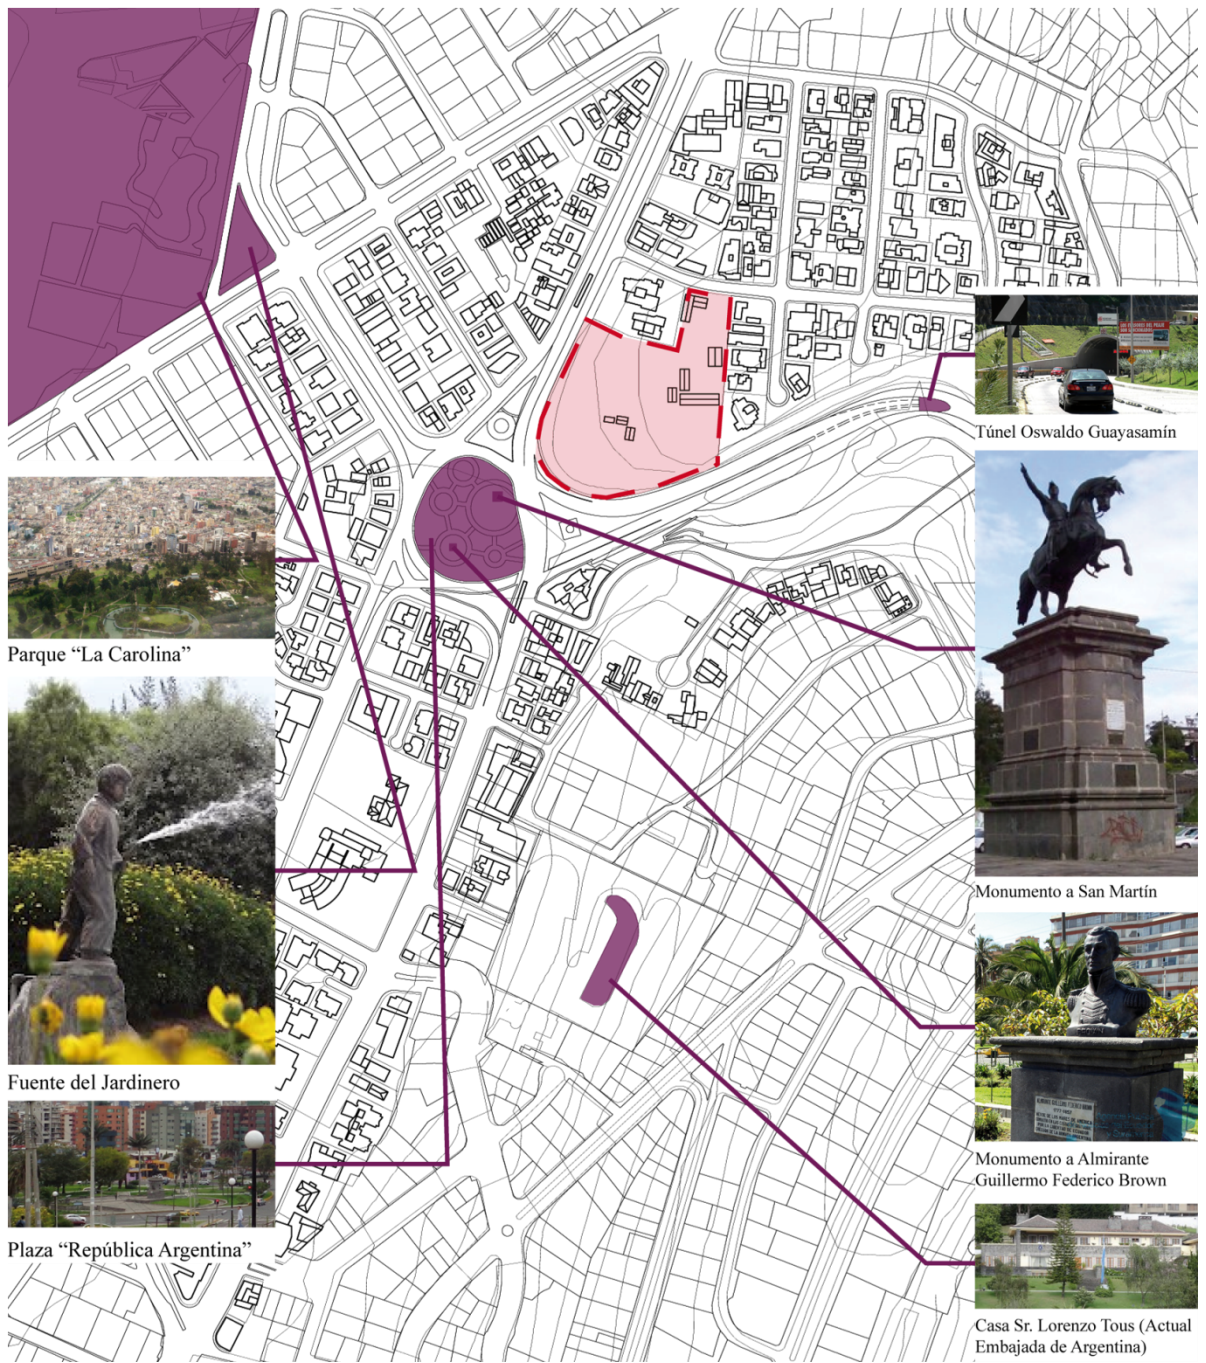 Túnel Oswaldo Guayasamín
Parque “La Carolina”
Monumento a San Martín
Fuente del Jardinero
Monumento a Almirante
Guillermo Federico Brown
Plaza “República Argentina”
Casa Sr. Lorenzo Tous (Actual
Embajada de Argentina)